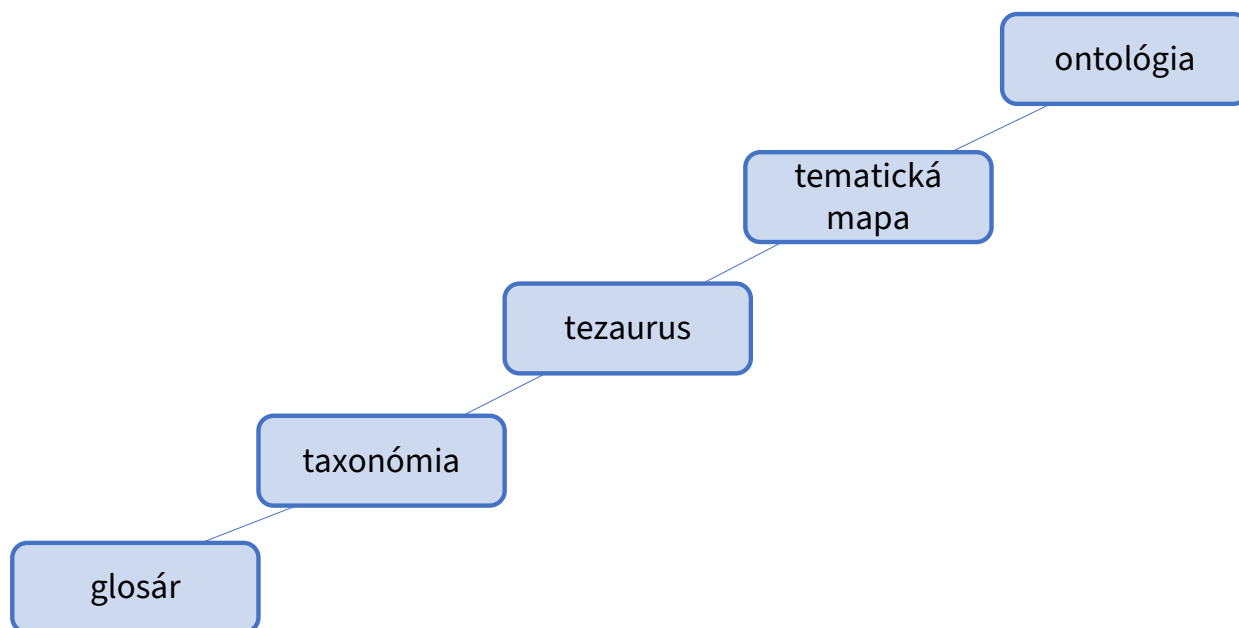 ontológia
tematická
mapa
tezaurus
taxonómia
glosár